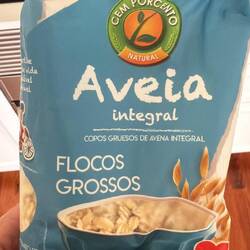 CEM PORCENTO
NATURAL
Aveia
integral
COPOS GRUESOS DE AVENA INTEGRAL
FLOCOS
GROSSOS